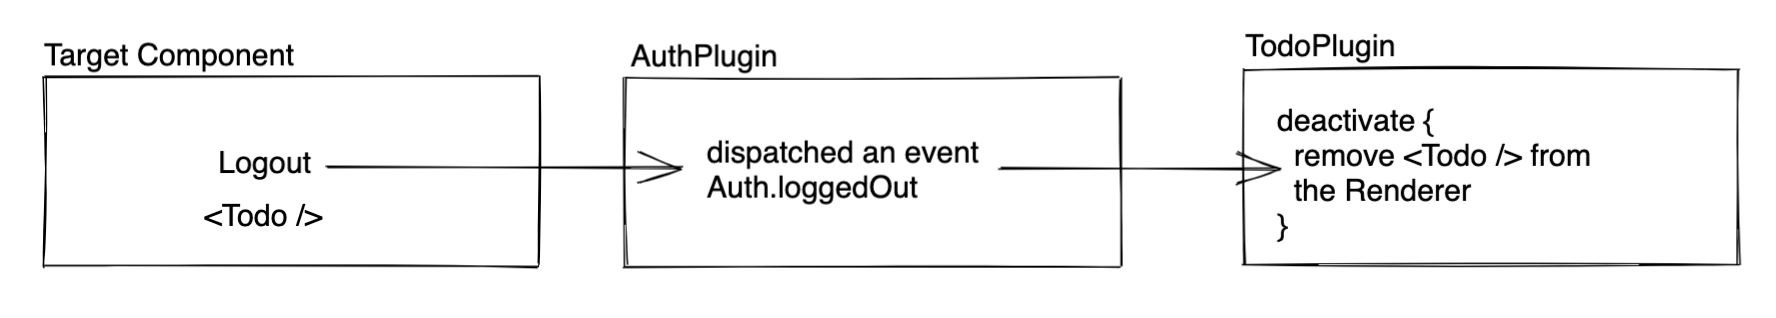 Target Component
Logout
<Todo />
AuthPlugin
dispatched an event
Auth.loggedOut
TodoPlugin
deactivate {
remove <Todo /> from
the Renderer
}